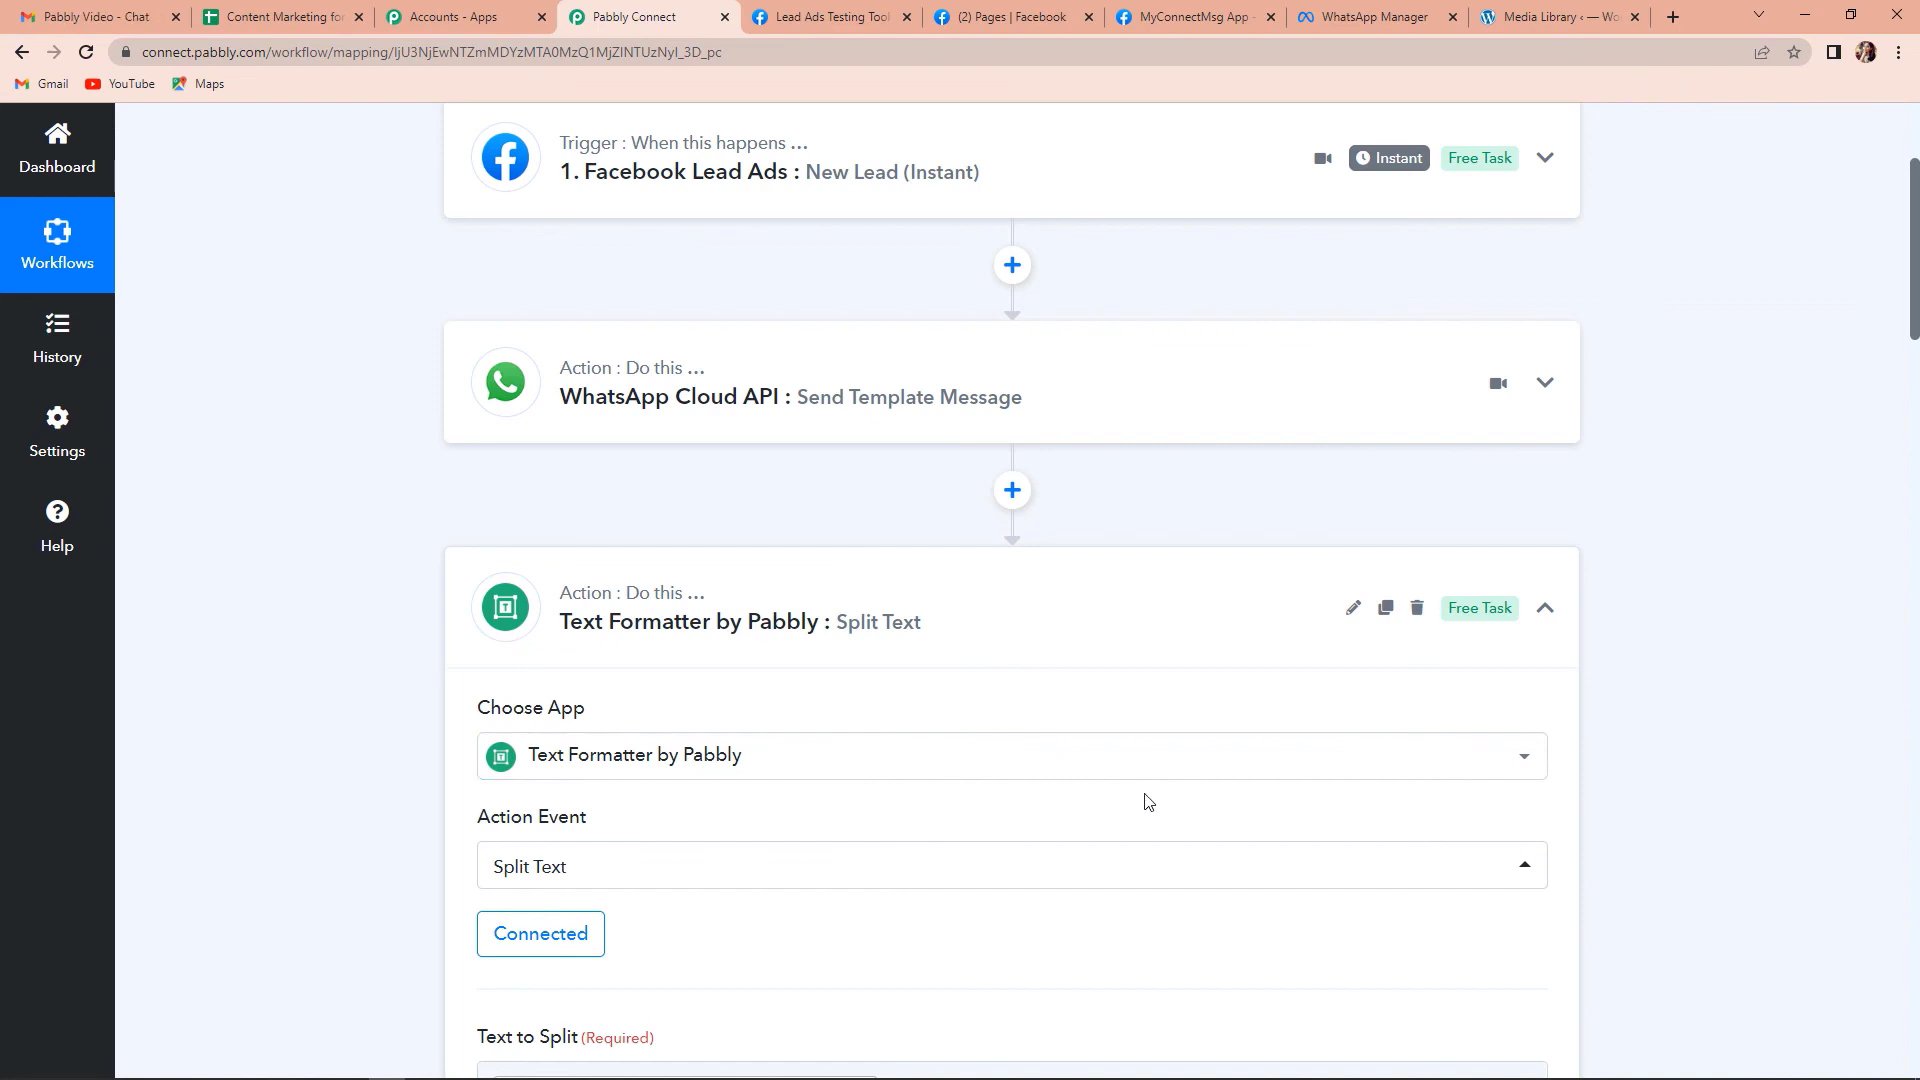 Pabbly Video - Chat
Content Marketing for
Accounts - Apps
Pabbly Connect
Lead Ads Testing Tool
(2) Pages | Facebook
MyConnectMsg App -
WhatsApp Manager
Media Library ‹ — Wo
connect.pabbly.com/workflow/mapping/IjU3NjEwNTZmMDYzMTA0MzQ1MjZlNTUzNyI_3D_pc
Gmail
YouTube
Maps
Dashboard
Workflows
History
Settings
Help
Trigger : When this happens ...
1. Facebook Lead Ads : New Lead (Instant)
Instant
Free Task
Action : Do this ...
WhatsApp Cloud API : Send Template Message
Action : Do this ...
Text Formatter by Pabbly : Split Text
Free Task
Choose App
Text Formatter by Pabbly
Action Event
Split Text
Connected
Text to Split (Required)